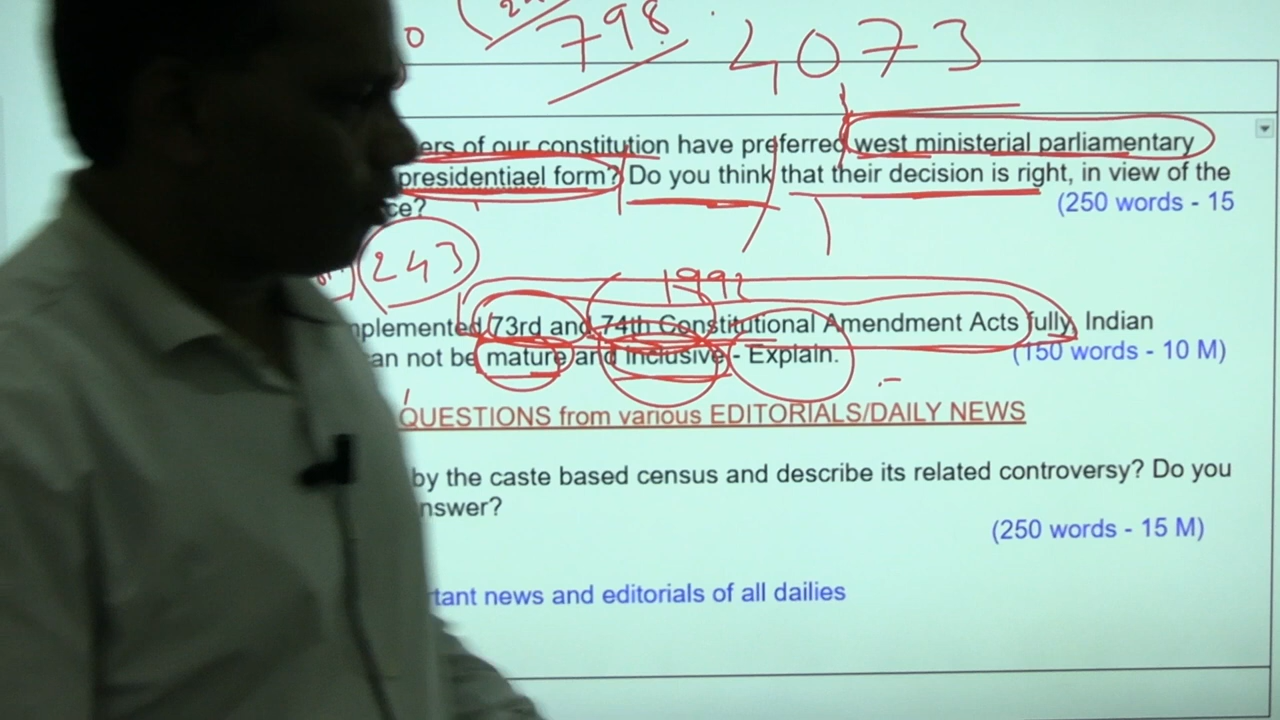 0 798 4073
ers of our constitution have preferred west ministerial parliamentary
presidentiael form? Do you think that their decision is right, in view of the
ce? (250 words - 15
243
1992
nplemented 73rd and 74th Constitutional Amendment Acts fully, Indian
an not be mature and inclusive - Explain. (150 words - 10 M)
QUESTIONS from various EDITORIALS/DAILY NEWS
by the caste based census and describe its related controversy? Do you
nswer?
(250 words - 15 M)
tant news and editorials of all dailies